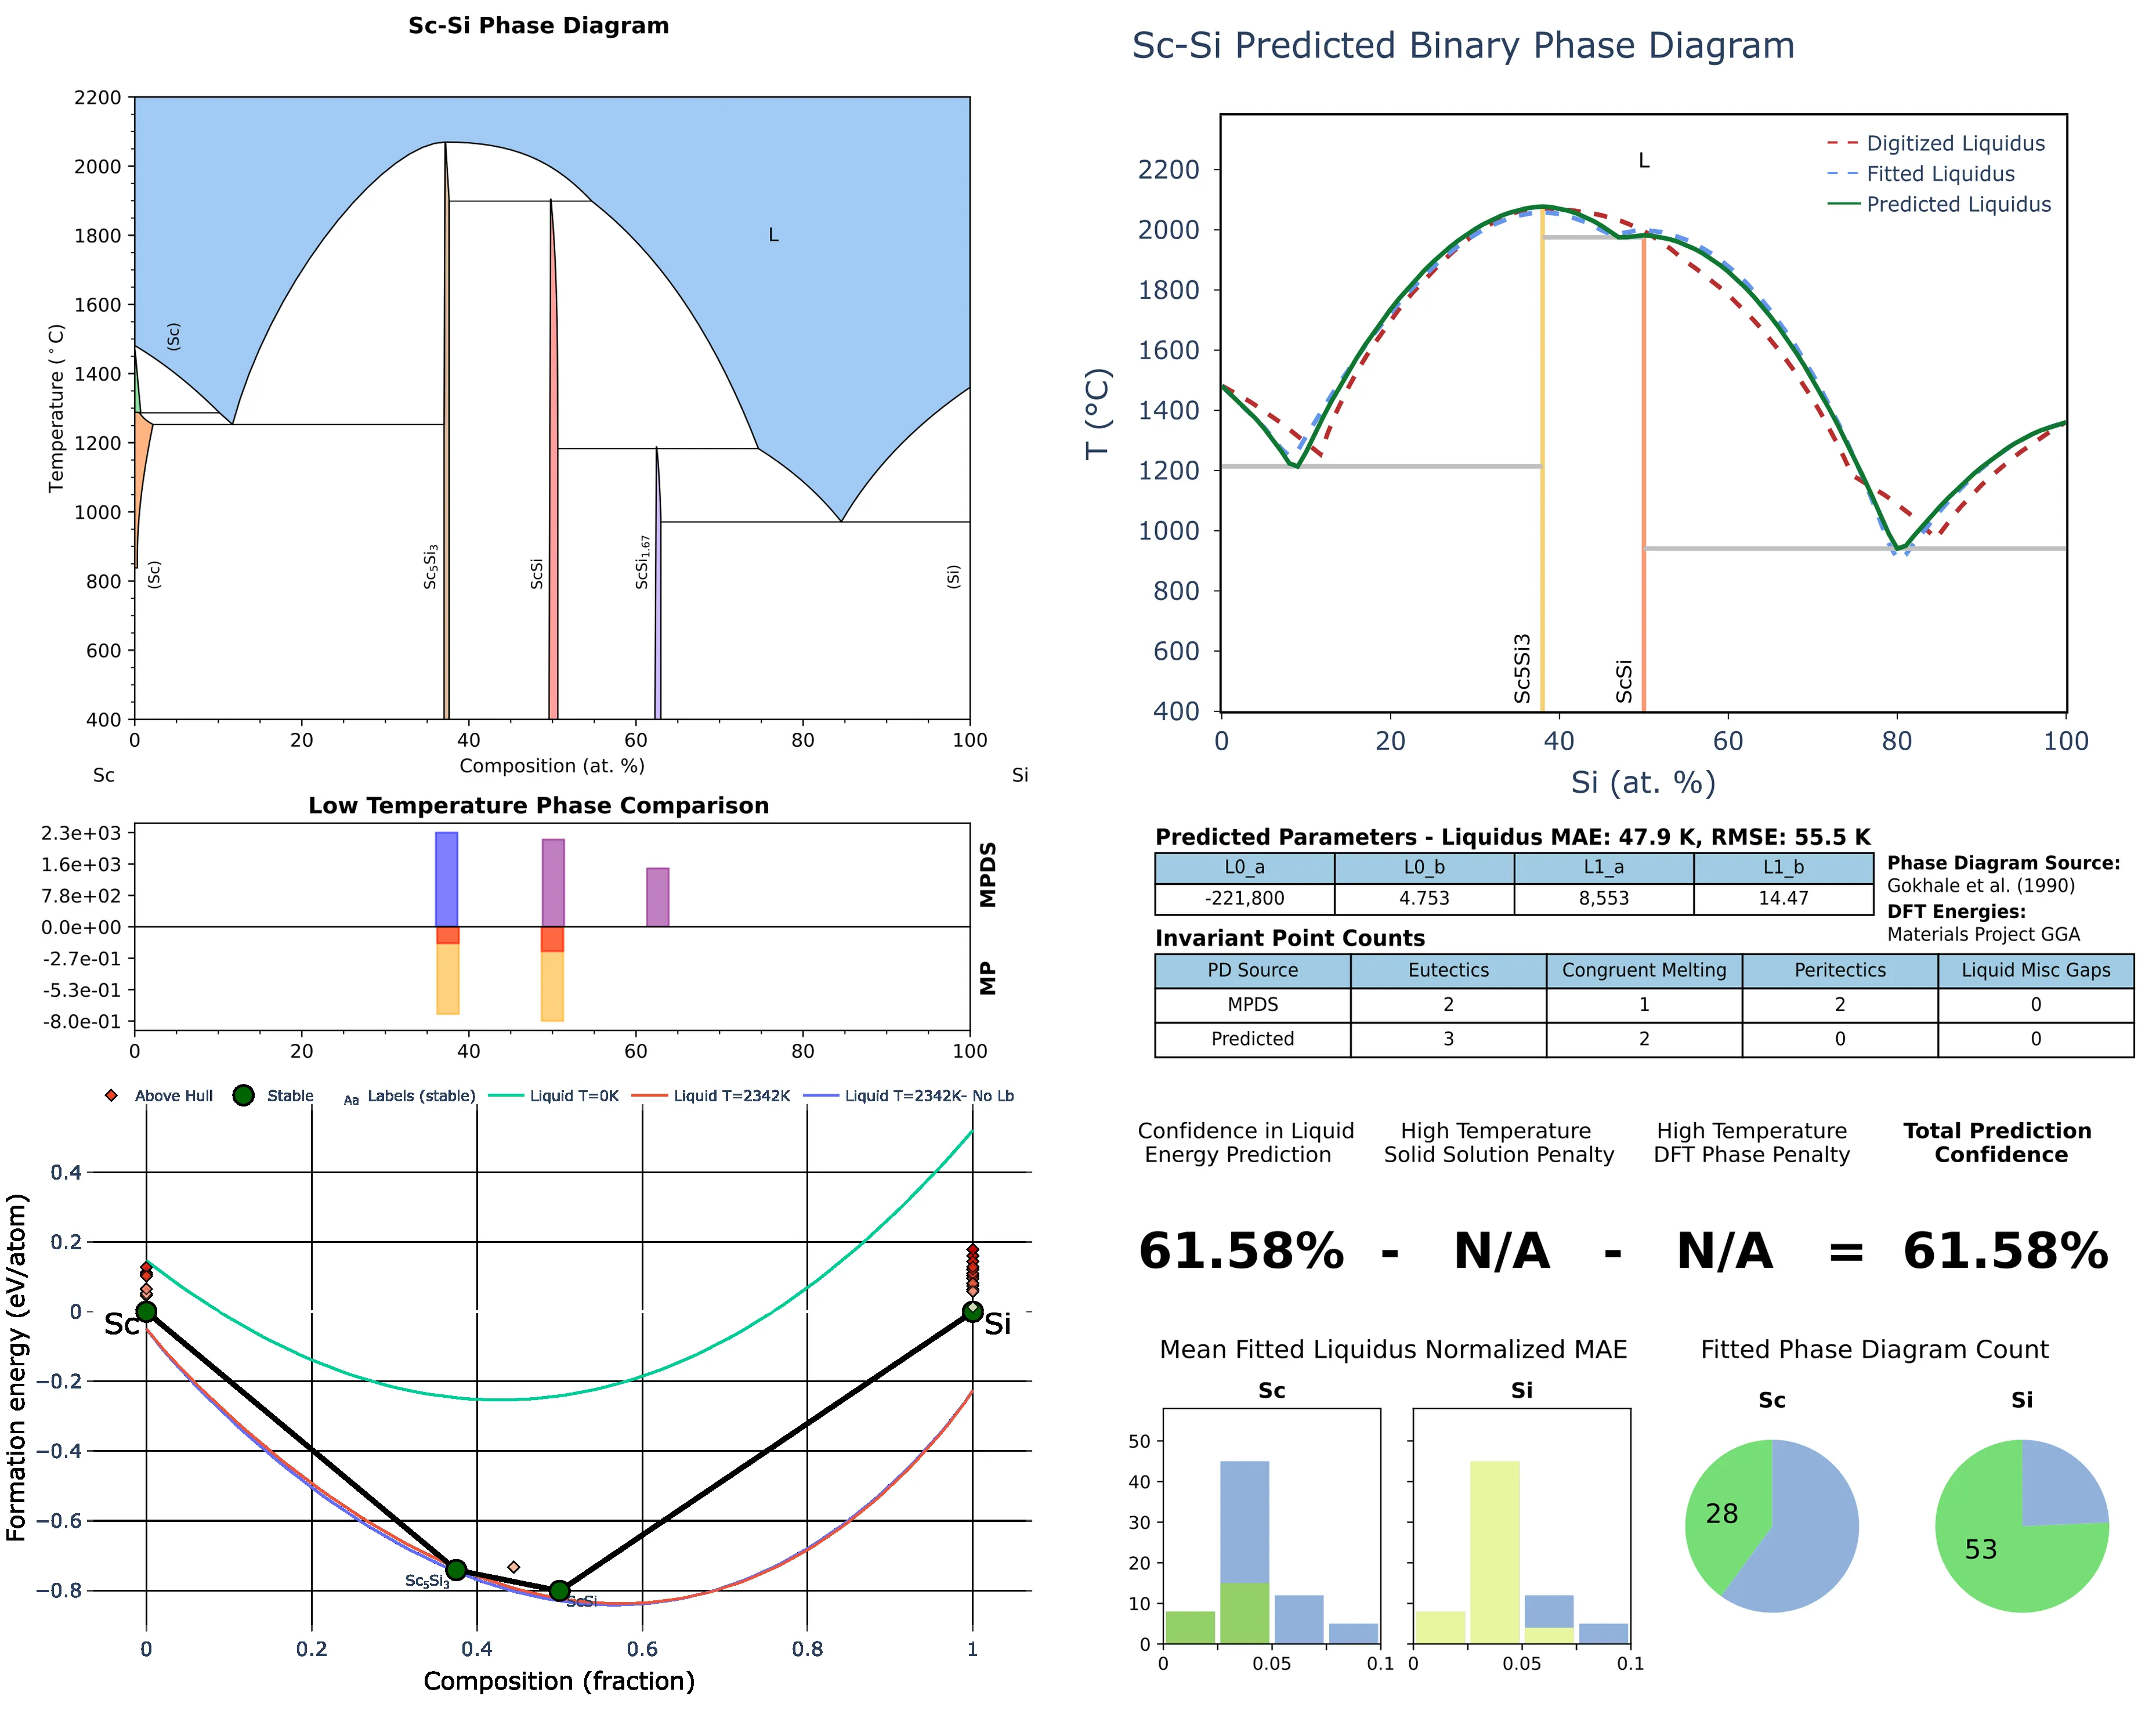 Sc-Si Phase Diagram
2200
2000
1800
1600
1400
1200
1000
800
600
400
Temperature (°C)
(Sc)
(Sc)
Sc5Si3
ScSi
ScSi1.67
(Si)
L
0 20 40 60 80 100
Composition (at. %)
Sc Si
Low Temperature Phase Comparison
2.3e+03
1.6e+03
7.8e+02
0.0e+00
-2.7e-01
-5.3e-01
-8.0e-01
MPDS
MP
0 20 40 60 80 100
Above Hull Stable Aa Labels (stable) Liquid T=0K Liquid T=2342K Liquid T=2342K- No Lb
0.4
0.2
0
−0.2
−0.4
−0.6
−0.8
Formation energy (eV/atom)
Sc Si
Sc5Si3
ScSi
0 0.2 0.4 0.6 0.8 1
Composition (fraction)
Sc-Si Predicted Binary Phase Diagram
L
Digitized Liquidus
Fitted Liquidus
Predicted Liquidus
2200
2000
1800
1600
1400
1200
1000
800
600
400
T (°C)
Sc5Si3
ScSi
0 20 40 60 80 100
Si (at. %)
Predicted Parameters - Liquidus MAE: 47.9 K, RMSE: 55.5 K
L0_a L0_b L1_a L1_b
-221,800 4.753 8,553 14.47
Phase Diagram Source:
Gokhale et al. (1990)
DFT Energies:
Materials Project GGA
Invariant Point Counts
PD Source Eutectics Congruent Melting Peritectics Liquid Misc Gaps
MPDS 2 1 2 0
Predicted 3 2 0 0
Confidence in Liquid
Energy Prediction
High Temperature
Solid Solution Penalty
High Temperature
DFT Phase Penalty
Total Prediction
Confidence
61.58% - N/A - N/A = 61.58%
Mean Fitted Liquidus Normalized MAE
Sc Si
50
40
30
20
10
0
0 0.05 0.1
0 0.05 0.1
Fitted Phase Diagram Count
Sc Si
28
53